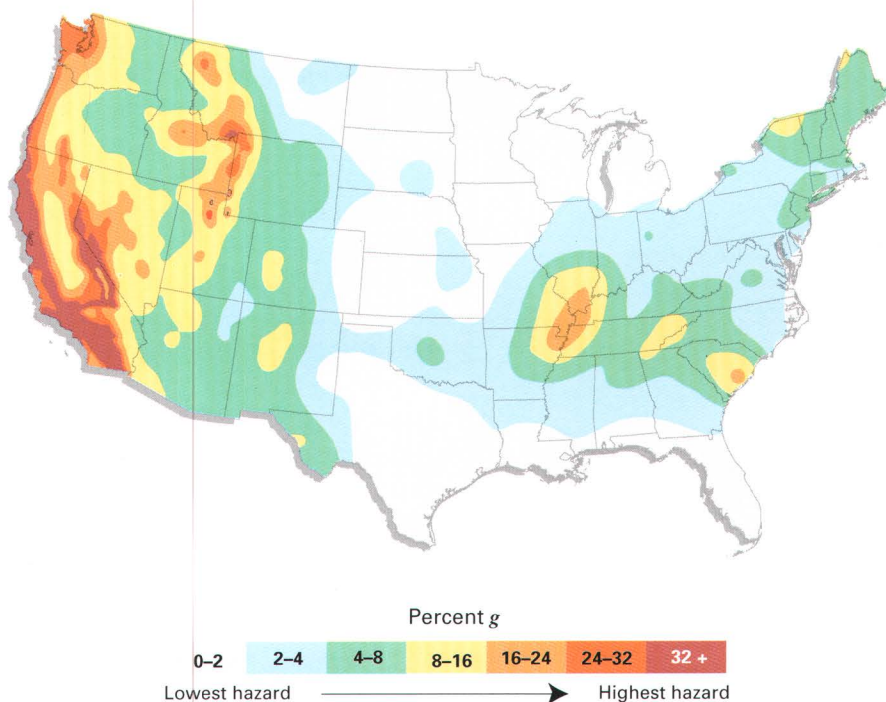 Percent g
0–2 2–4 4–8 8–16 16–24 24–32 32 +
Lowest hazard Highest hazard